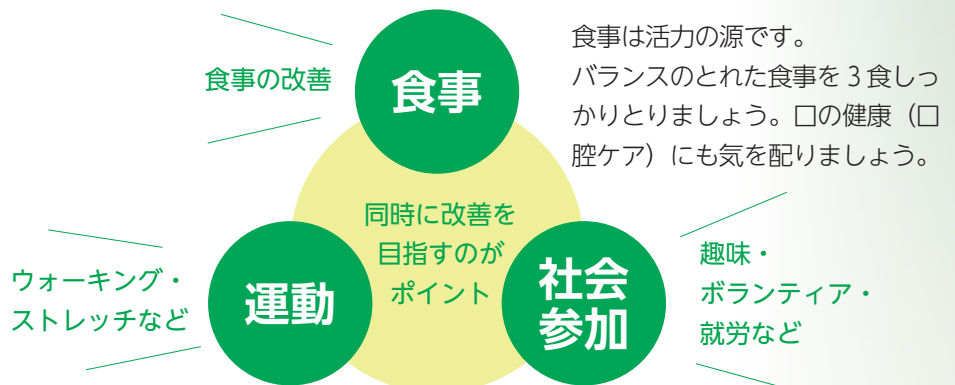 食事の改善
食事
食事は活力の源です。
バランスのとれた食事を3食しっ
かりとりましょう。口の健康（口
腔ケア）にも気を配りましょう。
同時に改善を
目指すのが
ポイント
ウォーキング・
ストレッチなど
運動
社会
参加
趣味・
ボランティア・
就労など